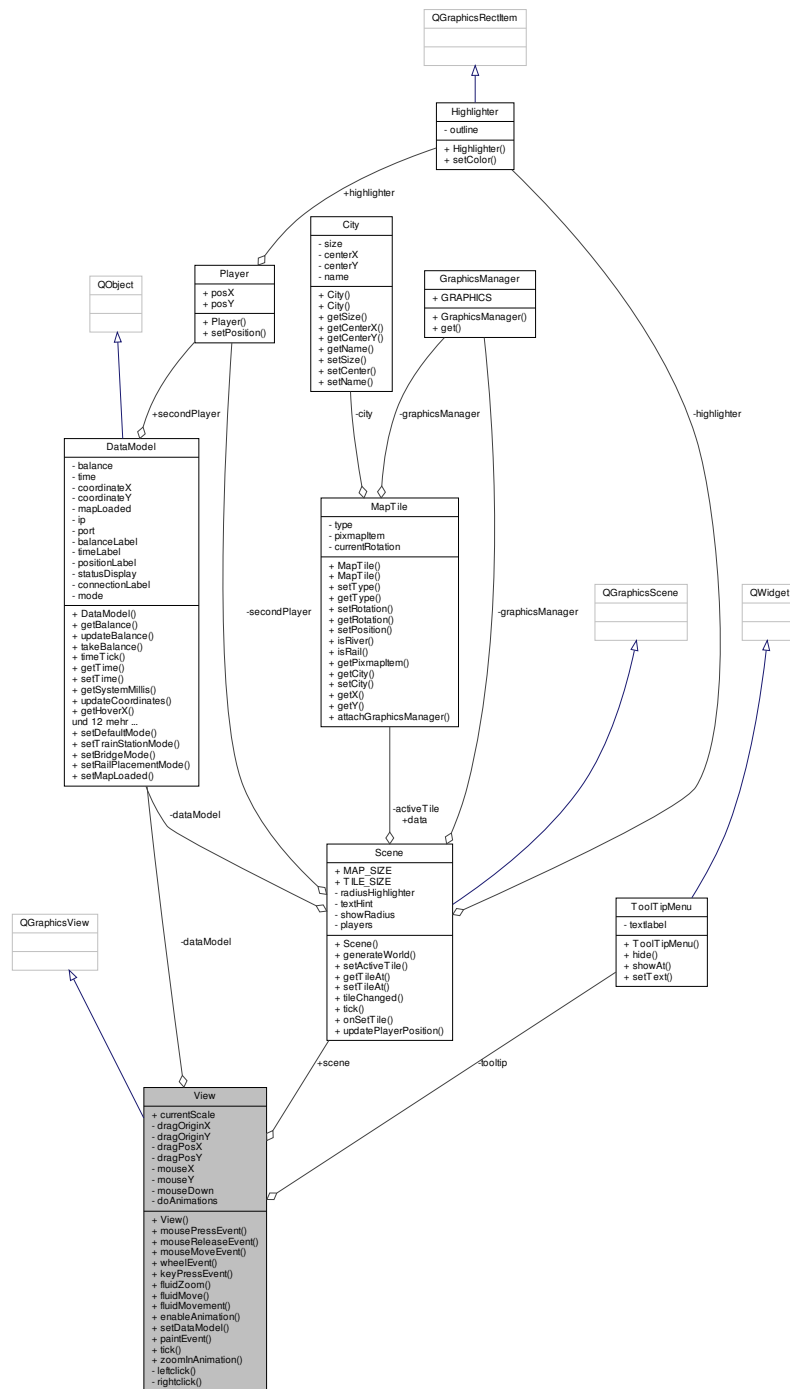 QGraphicsRectItem
Highlighter
- outline
+ Highlighter()
+ setColor()
+highlighter
City
- size
- centerX
- centerY
- name
+ City()
+ City()
+ getSize()
+ getCenterX()
+ getCenterY()
+ getName()
+ setSize()
+ setCenter()
+ setName()
Player
+ posX
+ posY
+ Player()
+ setPosition()
GraphicsManager
+ GRAPHICS
+ GraphicsManager()
+ get()
QObject
+secondPlayer
-city
-graphicsManager
-highlighter
DataModel
- balance
- time
- coordinateX
- coordinateY
- mapLoaded
- ip
- port
- balanceLabel
- timeLabel
- positionLabel
- statusDisplay
- connectionLabel
- mode
+ DataModel()
+ getBalance()
+ updateBalance()
+ takeBalance()
+ timeTick()
+ getTime()
+ setTime()
+ getSystemMillis()
+ updateCoordinates()
+ getHoverX()
und 12 mehr ...
+ setDefaultMode()
+ setTrainStationMode()
+ setBridgeMode()
+ setRailPlacementMode()
+ setMapLoaded()
MapTile
- type
- pixmapItem
- currentRotation
+ MapTile()
+ MapTile()
+ setType()
+ getType()
+ setRotation()
+ getRotation()
+ setPosition()
+ isRiver()
+ isRail()
+ getPixmapItem()
+ getCity()
+ setCity()
+ getX()
+ getY()
+ attachGraphicsManager()
-secondPlayer
-graphicsManager
QGraphicsScene
QWidget
-dataModel
-activeTile
+data
Scene
+ MAP_SIZE
+ TILE_SIZE
- radiusHighlighter
- textHint
- showRadius
- players
+ Scene()
+ generateWorld()
+ setActiveTile()
+ getTileAt()
+ setTileAt()
+ tileChanged()
+ tick()
+ onSetTile()
+ updatePlayerPosition()
ToolTipMenu
- textlabel
+ ToolTipMenu()
+ hide()
+ showAt()
+ setText()
QGraphicsView
-dataModel
+scene
-tooltip
View
+ currentScale
- dragOriginX
- dragOriginY
- dragPosX
- dragPosY
- mouseX
- mouseY
- mouseDown
- doAnimations
+ View()
+ mousePressEvent()
+ mouseReleaseEvent()
+ mouseMoveEvent()
+ wheelEvent()
+ keyPressEvent()
+ fluidZoom()
+ fluidMove()
+ fluidMovement()
+ enableAnimation()
+ setDataModel()
+ paintEvent()
+ tick()
+ zoomInAnimation()
- leftclick()
- rightclick()